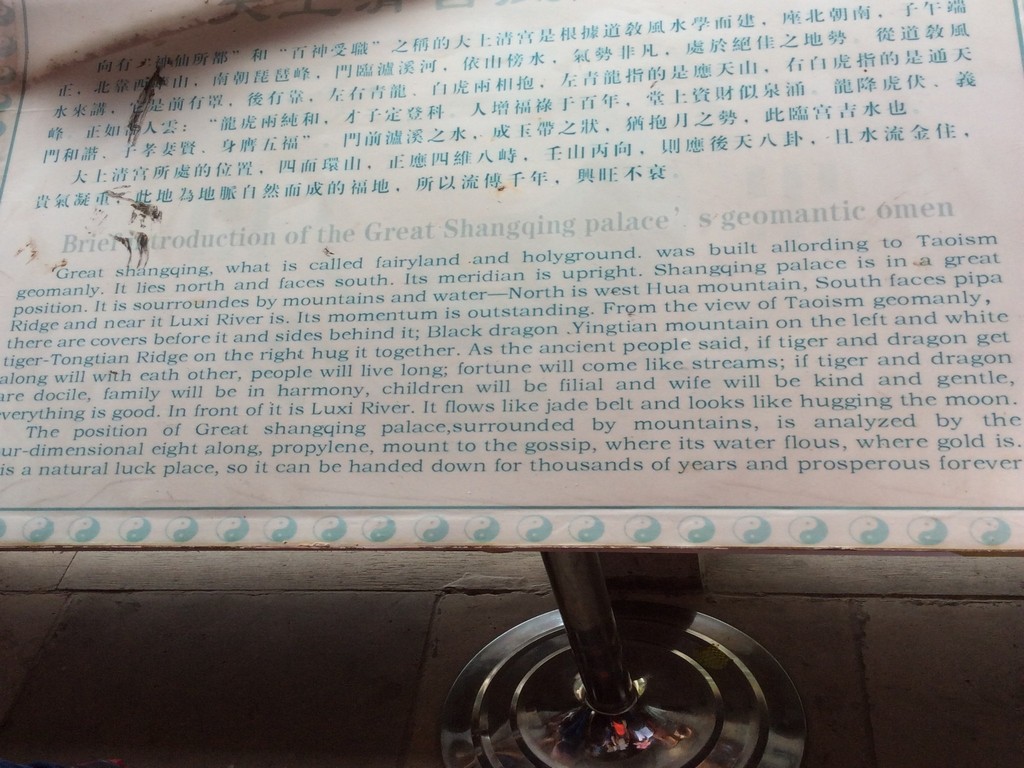 向有"神仙所都"和"百神受職"之稱的大上清宮是根據道教風水學而建，座北朝南，子午端
正，北靠西華山，南朝琵琶峰，門臨瀘溪河，依山傍水，氣勢非凡，處於絕佳之地勢。從道教風
水來講，它是前有罩，後有靠，左右青龍、白虎兩相抱，左青龍指的是應天山，右白虎指的是通天
峰。正如古人雲："龍虎兩純和，才子定登科。人增福祿于百年，堂上資財似泉涌。龍降虎伏、義
門和諧、子孝妻賢、身膺五福"。門前瀘溪之水，成玉帶之狀，猶抱月之勢，此臨宮吉水也。
大上清宮所處的位置，四面環山，正應四維八峙，壬山丙向，則應後天八卦，且水流金住，
貴氣凝重。此地為地脈自然而成的福地，所以流傳千年，興旺不衰。
Brief introduction of the Great Shangqing palace's geomantic omen
Great shangqing, what is called fairyland and holyground. was built allording to Taoism
geomanly. It lies north and faces south. Its meridian is upright. Shangqing palace is in a great
position. It is sourroundes by mountains and water—North is west Hua mountain, South faces pipa
Ridge and near it Luxi River is. Its momentum is outstanding. From the view of Taoism geomanly,
there are covers before it and sides behind it; Black dragon .Yingtian mountain on the left and white
tiger-Tongtian Ridge on the right hug it together. As the ancient people said, if tiger and dragon get
along will with eath other, people will live long; fortune will come like streams; if tiger and dragon
are docile, family will be in harmony, children will be filial and wife will be kind and gentle,
everything is good. In front of it is Luxi River. It flows like jade belt and looks like hugging the moon.
The position of Great shangqing palace,surrounded by mountains, is analyzed by the
ur-dimensional eight along, propylene, mount to the gossip, where its water flous, where gold is.
is a natural luck place, so it can be handed down for thousands of years and prosperous forever